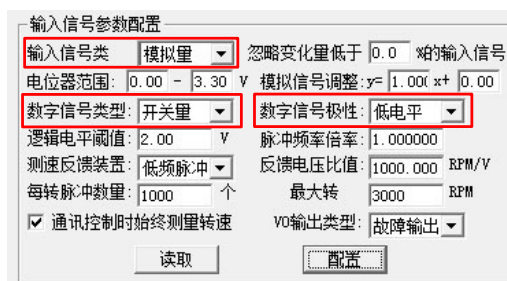 输入信号参数配置
输入信号类 模拟量 忽略变化量低于 0.0 %的输入信号
电位器范围: 0.00 - 3.30 V 模拟信号调整:y= 1.00( x+ 0.00
数字信号类型: 开关量 数字信号极性: 低电平
逻辑电平阈值: 2.00 V 脉冲频率倍率: 1.000000
测速反馈装置: 低频脉冲 反馈电压比值: 1000.000 RPM/V
每转脉冲数量: 1000 个 最大转 3000 RPM
通讯控制时始终测量转速 VO输出类型: 故障输出
读取 配置